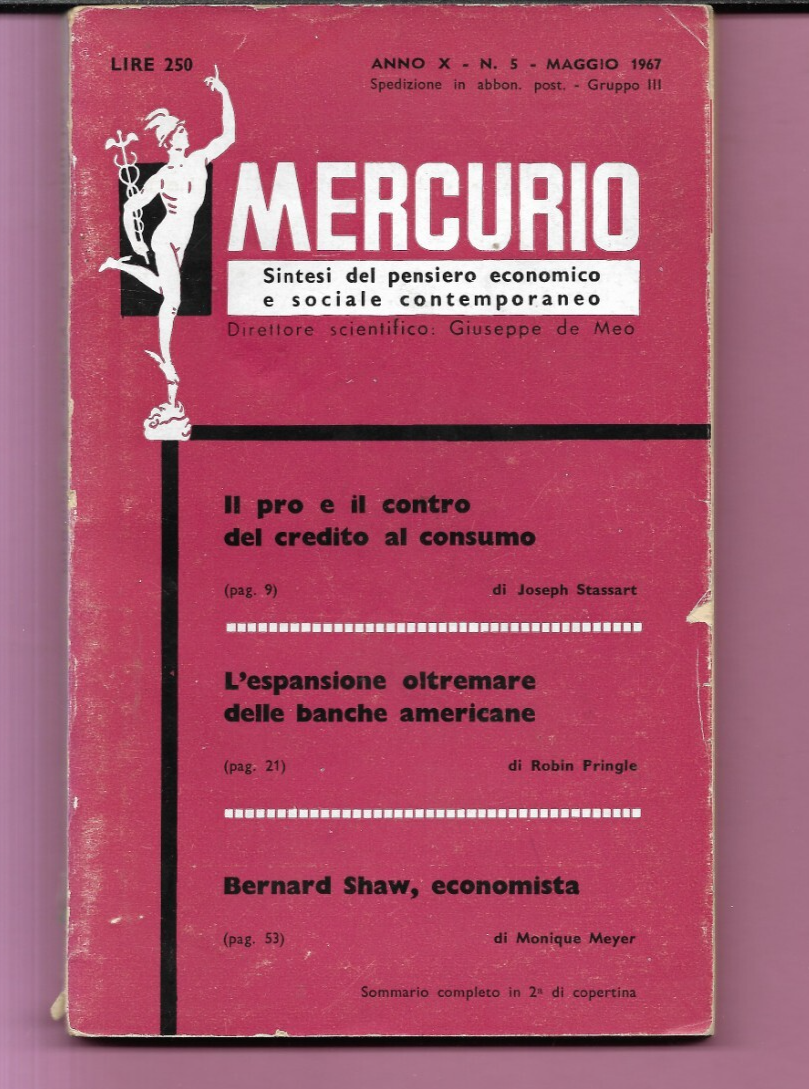 LIRE 250
ANNO X - N. 5 - MAGGIO 1967
Spedizione in abbon. post. - Gruppo III
MERCURIO
Sintesi del pensiero economico
e sociale contemporaneo
Direttore scientifico: Giuseppe de Meo
Il pro e il contro
del credito al consumo
(pag. 9) di Joseph Stassart
L'espansione oltremare
delle banche americane
(pag. 21) di Robin Pringle
Bernard Shaw, economista
(pag. 53) di Monique Meyer
Sommario completo in 2ª di copertina